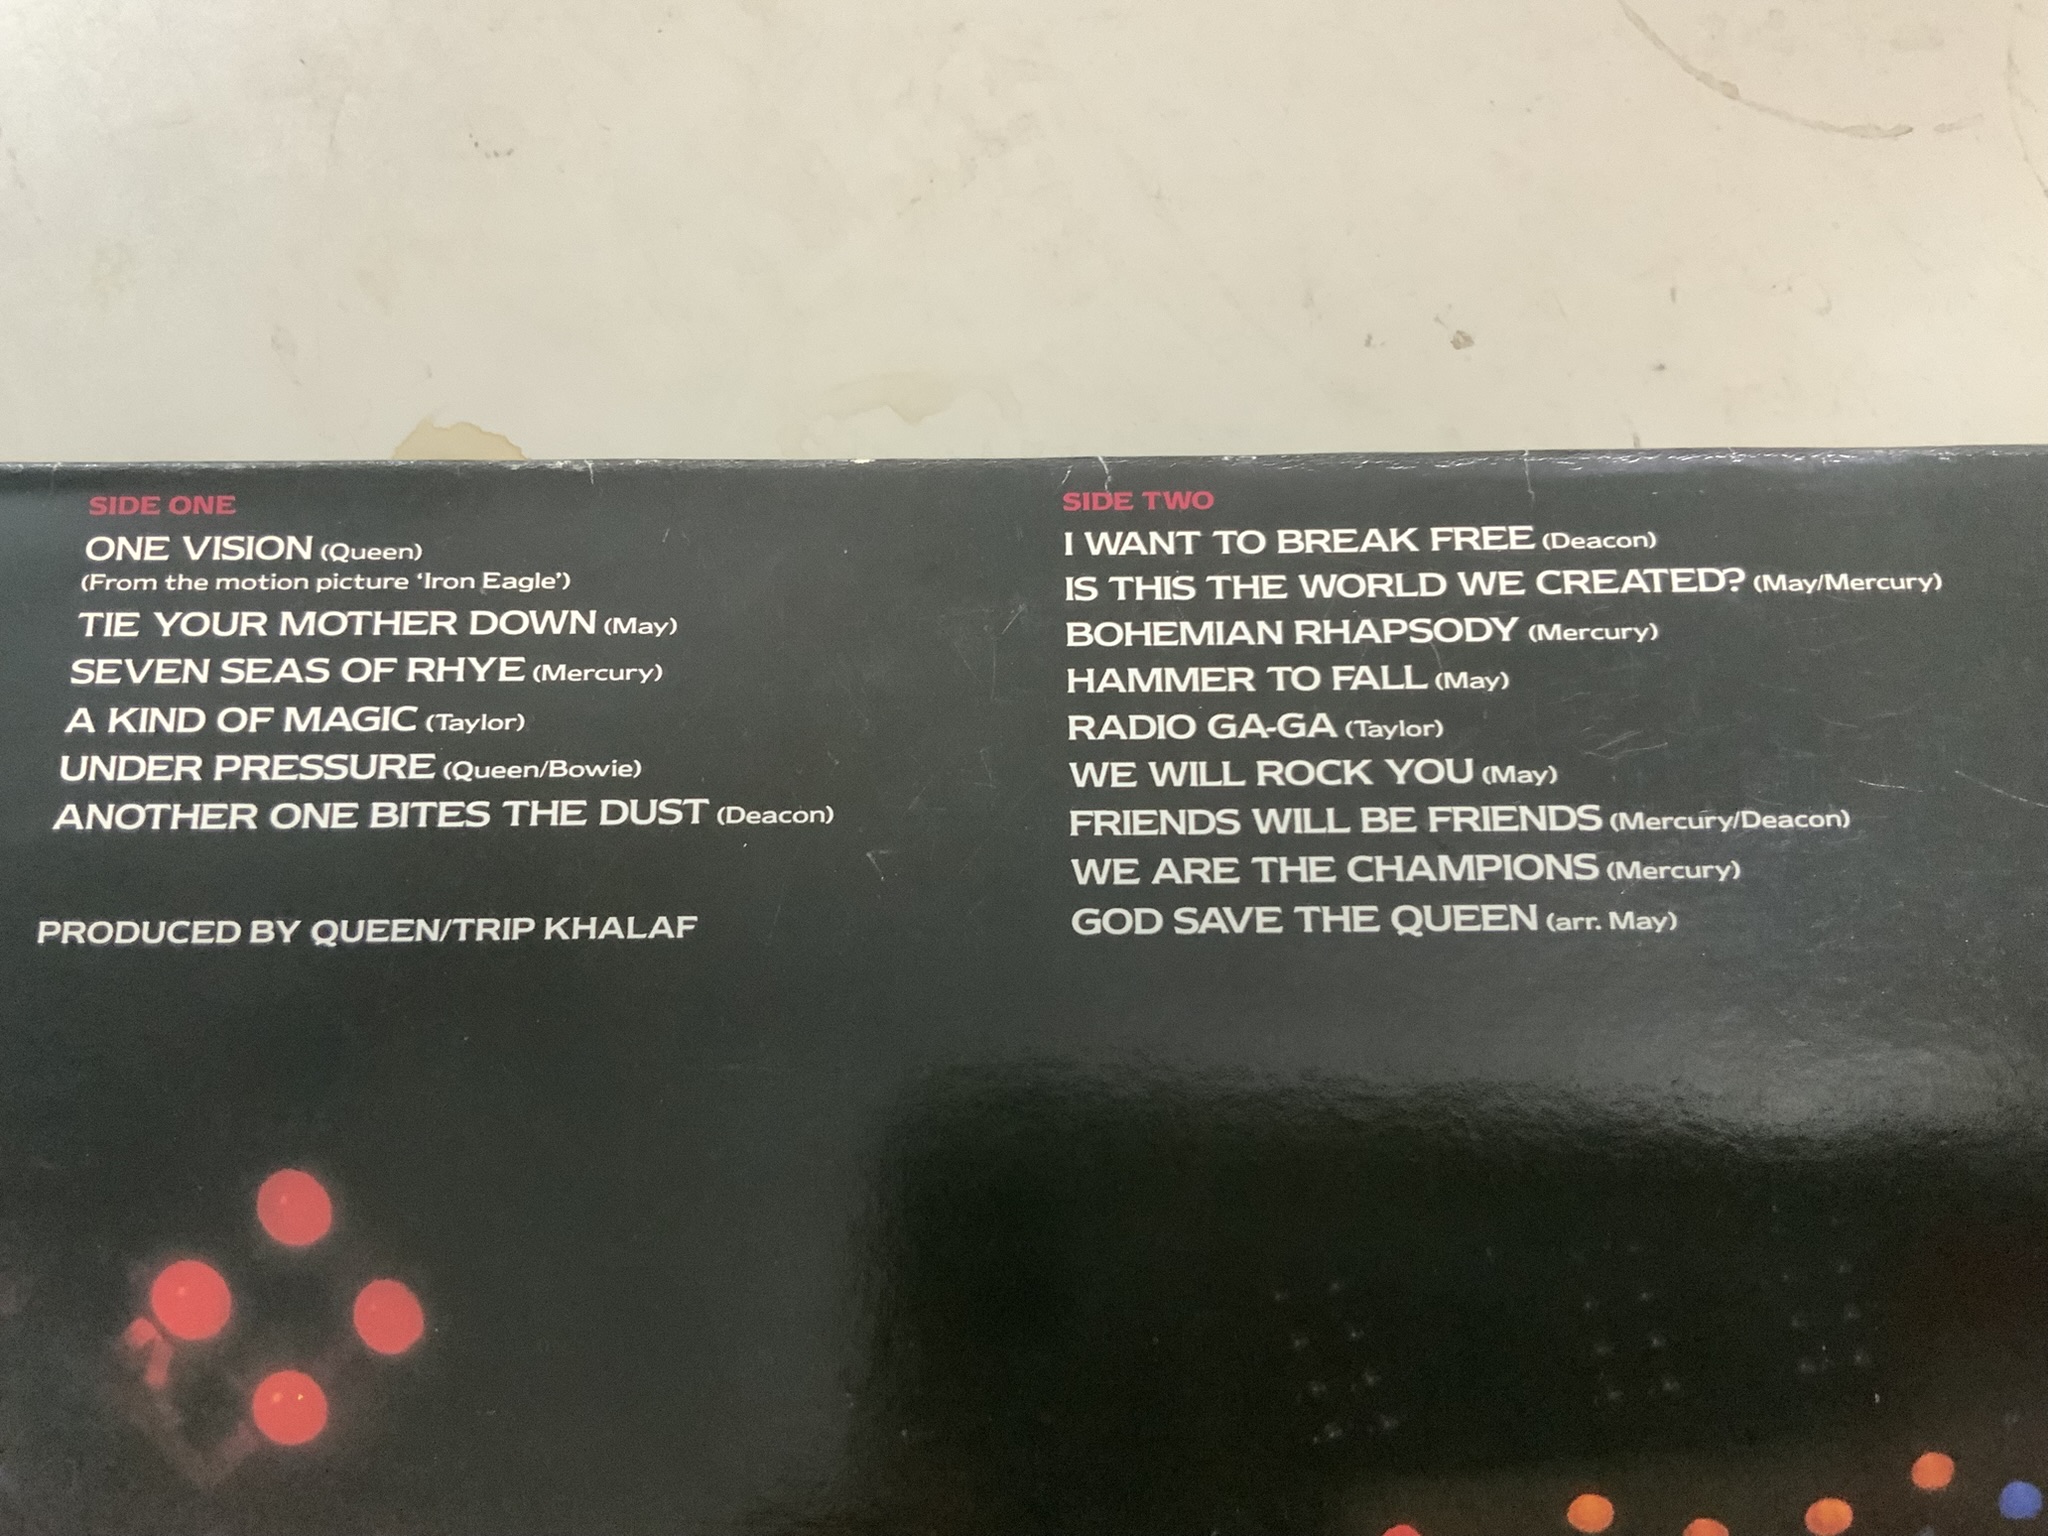 SIDE ONE
ONE VISION (Queen)
(From the motion picture ‘Iron Eagle’)
TIE YOUR MOTHER DOWN (May)
SEVEN SEAS OF RHYE (Mercury)
A KIND OF MAGIC (Taylor)
UNDER PRESSURE (Queen/Bowie)
ANOTHER ONE BITES THE DUST (Deacon)
PRODUCED BY QUEEN/TRIP KHALAF
SIDE TWO
I WANT TO BREAK FREE (Deacon)
IS THIS THE WORLD WE CREATED? (May/Mercury)
BOHEMIAN RHAPSODY (Mercury)
HAMMER TO FALL (May)
RADIO GA-GA (Taylor)
WE WILL ROCK YOU (May)
FRIENDS WILL BE FRIENDS (Mercury/Deacon)
WE ARE THE CHAMPIONS (Mercury)
GOD SAVE THE QUEEN (arr. May)